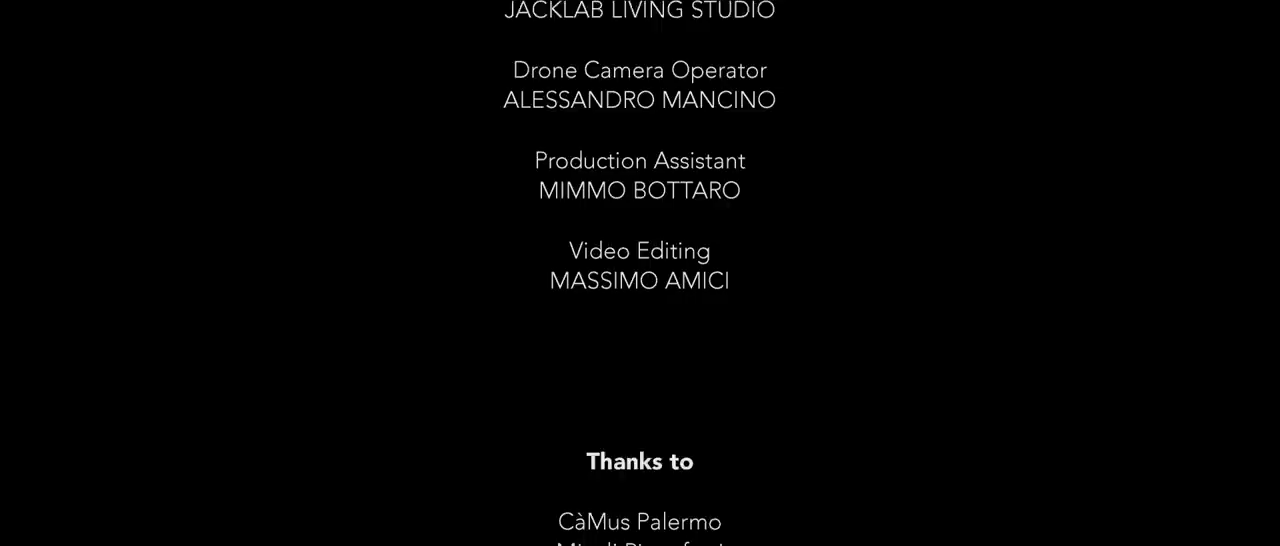 JACKLAB LIVING STUDIO
Drone Camera Operator
ALESSANDRO MANCINO
Production Assistant
MIMMO BOTTARO
Video Editing
MASSIMO AMICI
Thanks to
CàMus Palermo